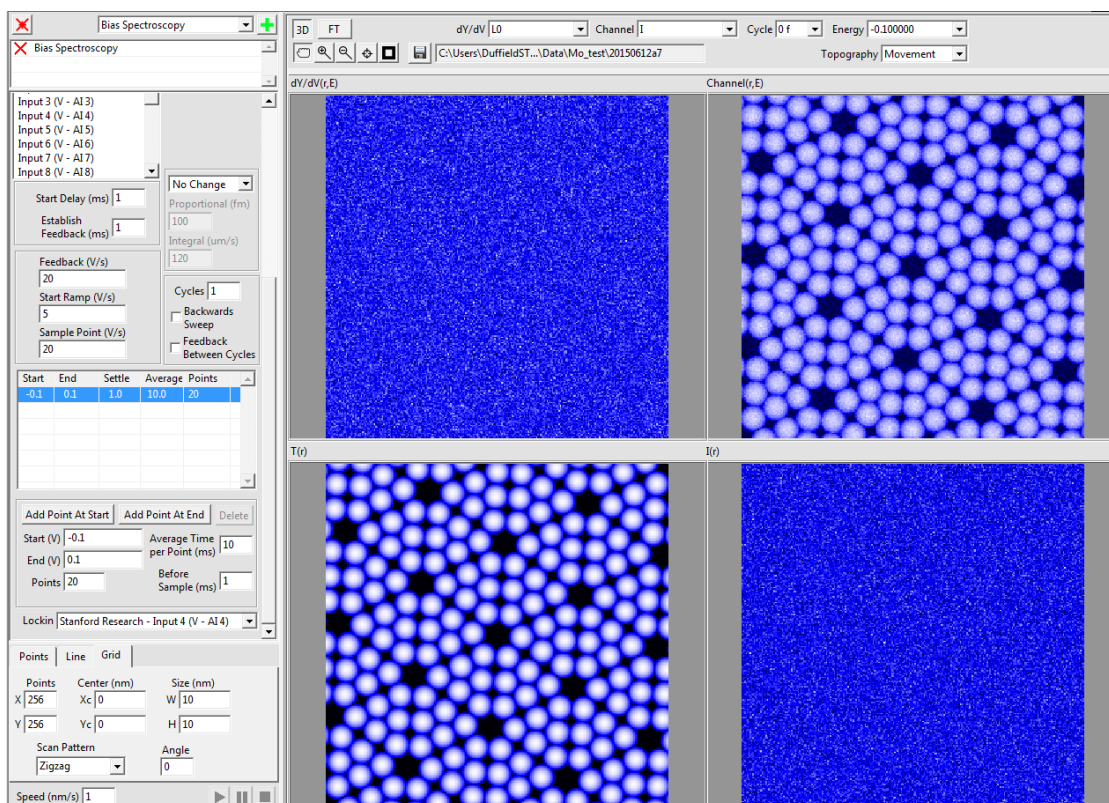 Bias Spectroscopy
Bias Spectroscopy
Input 3 (V - AI 3)
Input 4 (V - AI 4)
Input 5 (V - AI 5)
Input 6 (V - AI 6)
Input 7 (V - AI 7)
Input 8 (V - AI 8)
Start Delay (ms) 1
Establish
Feedback (ms) 1
No Change
Proportional (fm)
100
Integral (um/s)
120
Feedback (V/s)
20
Start Ramp (V/s)
5
Sample Point (V/s)
20
Cycles 1
Backwards
Sweep
Feedback
Between Cycles
Start End Settle Average Points
-0.1 0.1 1.0 10.0 20
Add Point At Start Add Point At End Delete
Start (V) -0.1
End (V) 0.1
Points 20
Average Time
per Point (ms) 10
Before
Sample (ms) 1
Lockin Stanford Research - Input 4 (V - AI 4)
Points Line Grid
Points Center (nm) Size (nm)
X 256 Xc 0 W 10
Y 256 Yc 0 H 10
Scan Pattern Angle
Zigzag 0
Speed (nm/s) 1
3D FT dY/dV L0 Channel I Cycle 0 f Energy -0.100000
C:\Users\DuffieldST...\Data\Mo_test\20150612a7 Topography Movement
dY/dV(r,E) Channel(r,E)
T(r) I(r)